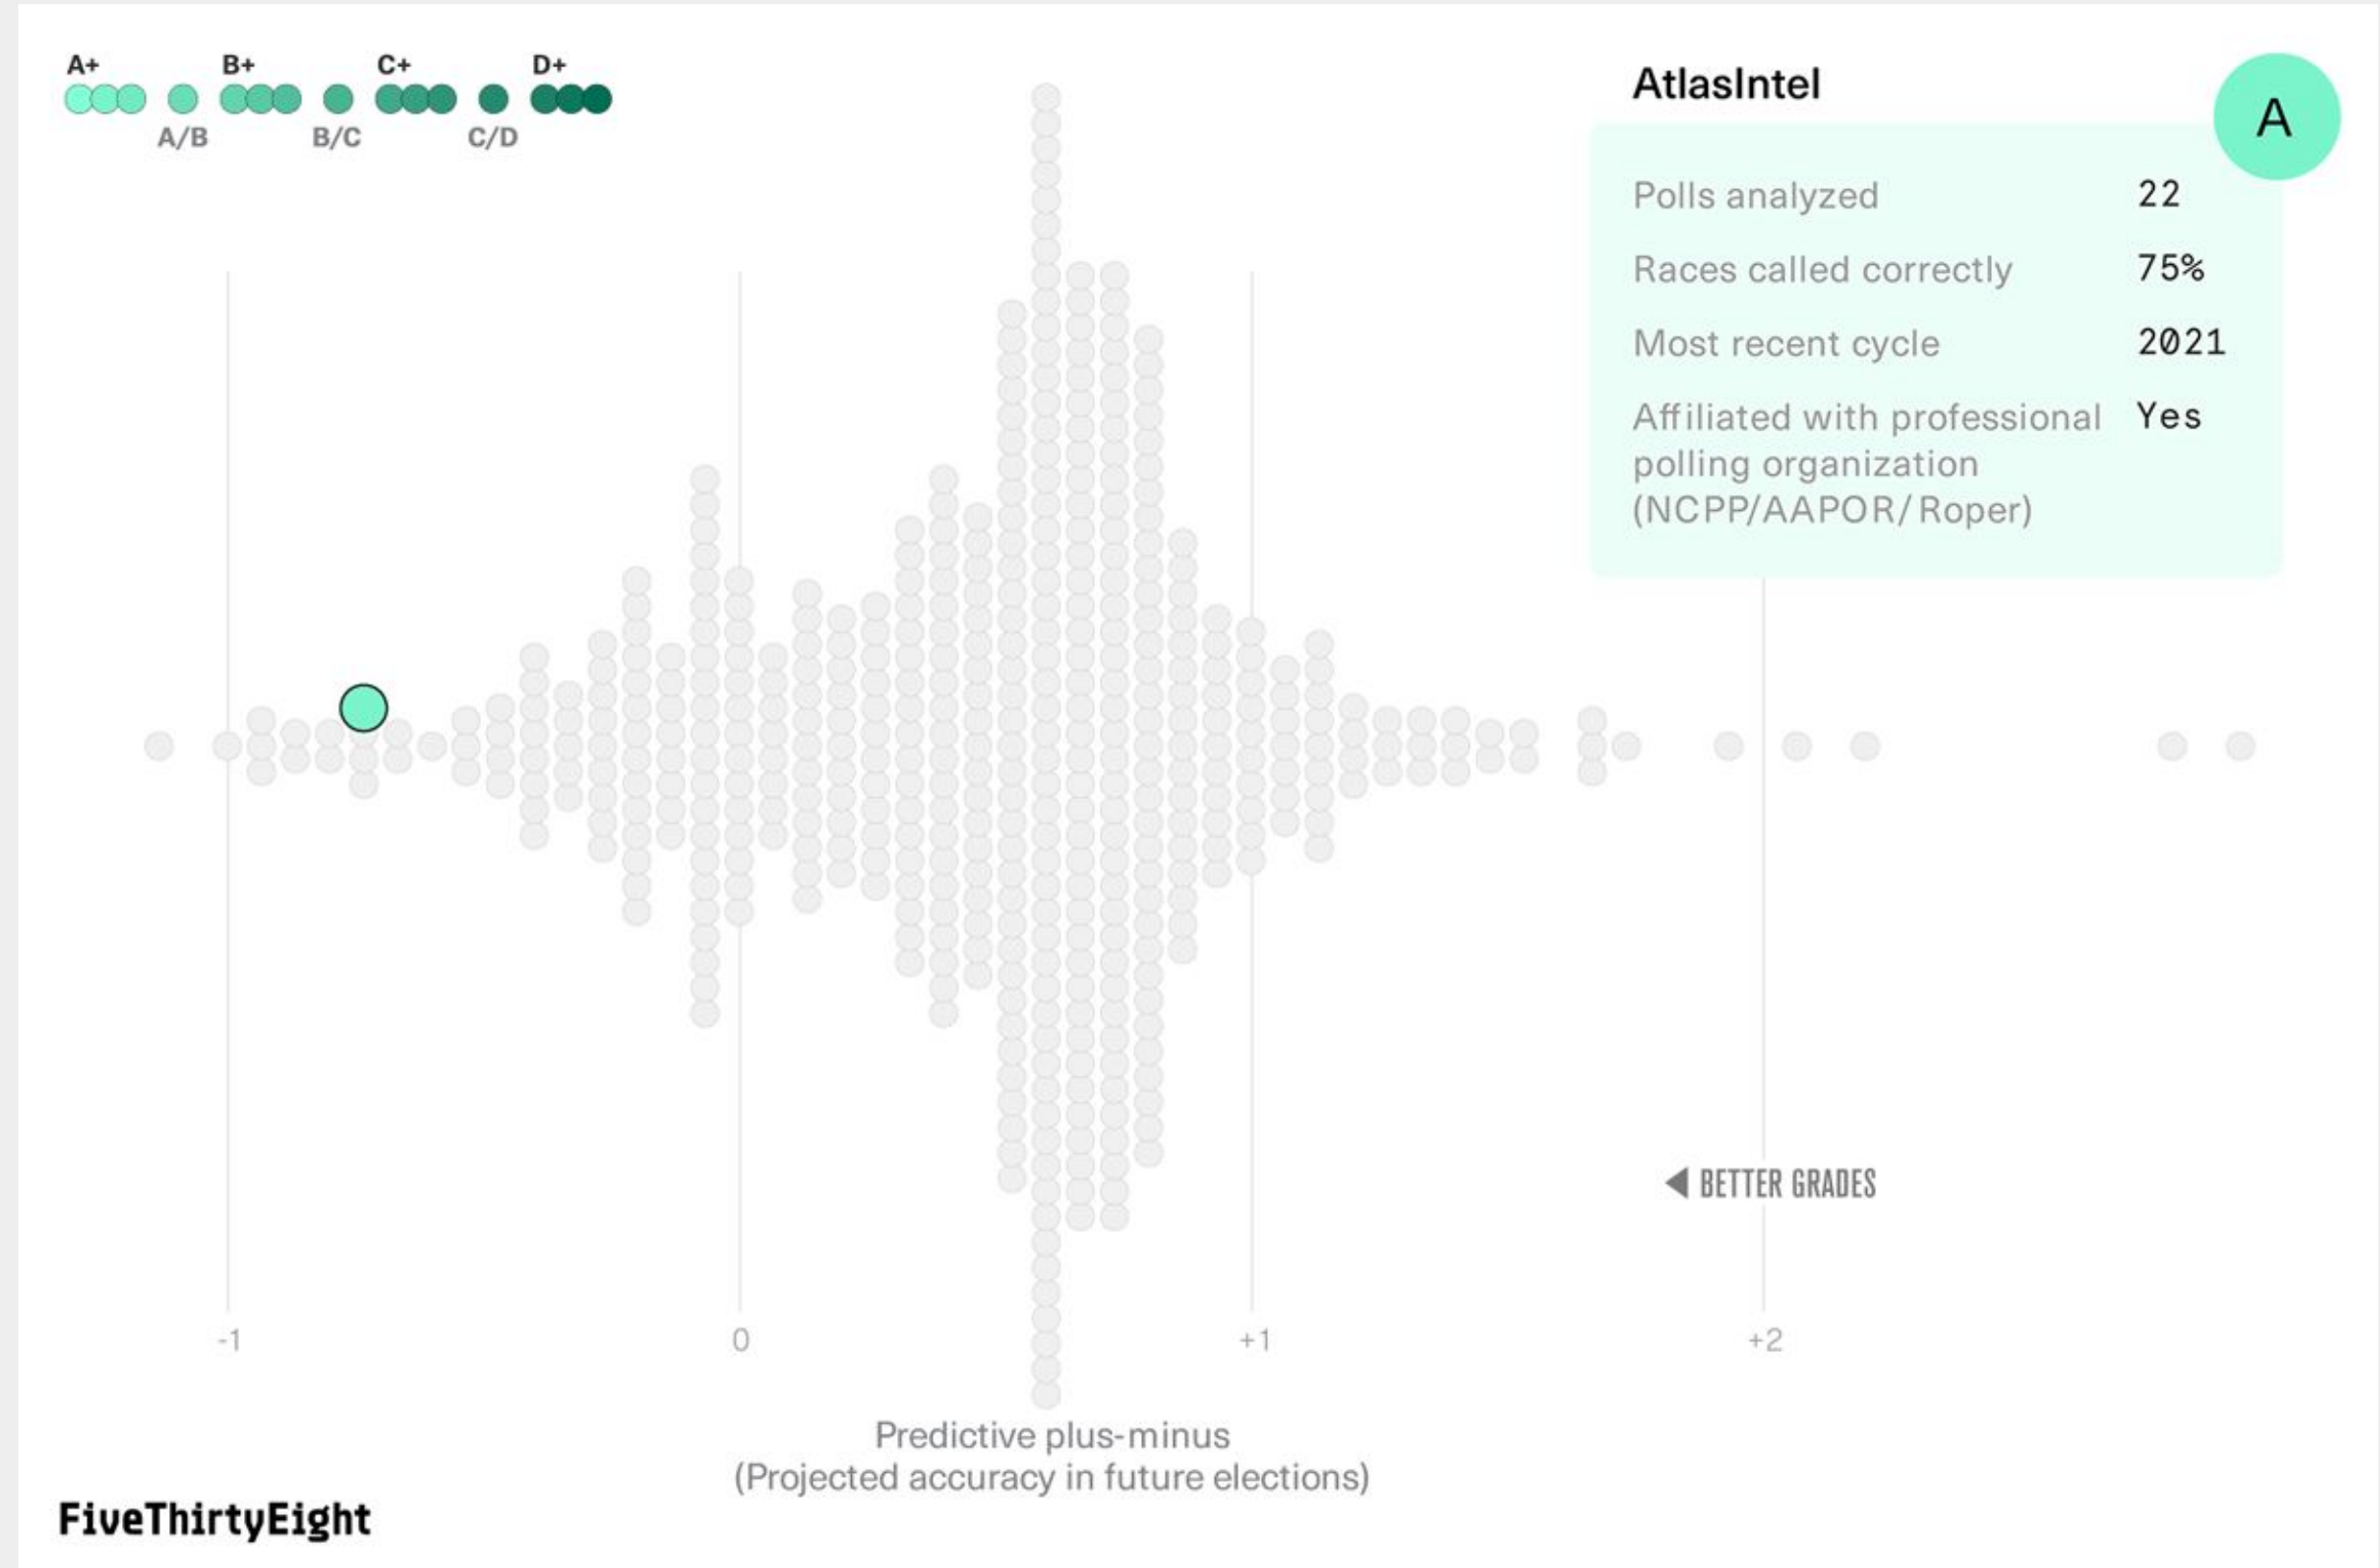 A+ B+ C+ D+
A/B B/C C/D
AtlasIntel
A
Polls analyzed 22
Races called correctly 75%
Most recent cycle 2021
Affiliated with professional Yes
polling organization
(NCPP/AAPOR/Roper)
◀ BETTER GRADES
-1 0 +1 +2
Predictive plus-minus
(Projected accuracy in future elections)
FiveThirtyEight